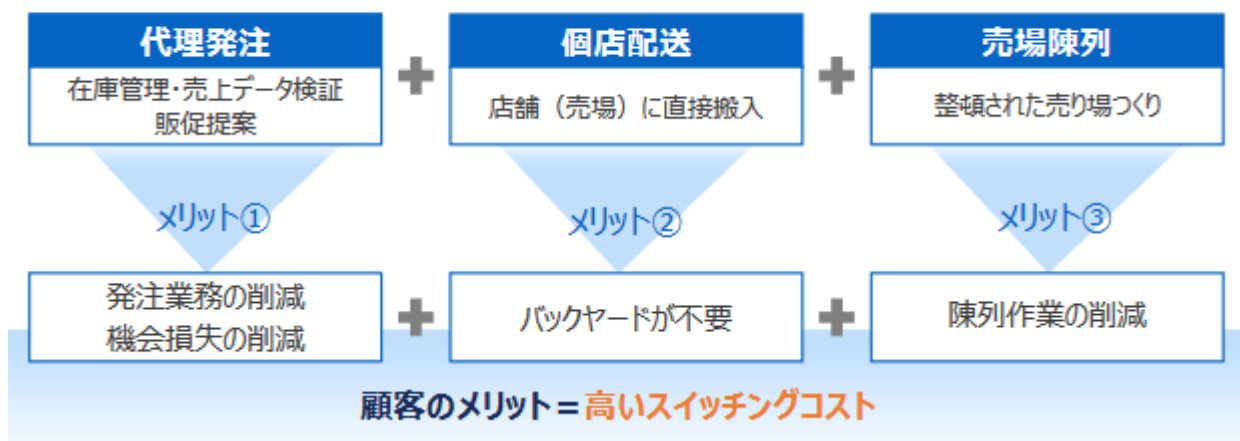 代理発注
在庫管理・売上データ検証
販促提案
個店配送
店舗（売場）に直接搬入
売場陳列
整頓された売り場つくり
メリット①
メリット②
メリット③
発注業務の削減
機会損失の削減
バックヤードが不要
陳列作業の削減
顧客のメリット＝高いスイッチングコスト